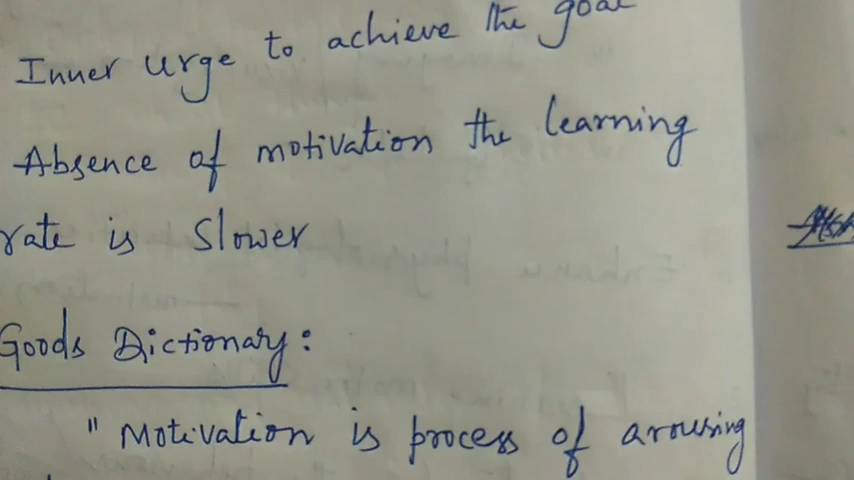 Inner urge to achieve the goal
Absence of motivation the learning
rate is slower
Goods Dictionary:
" Motivation is process of arousing